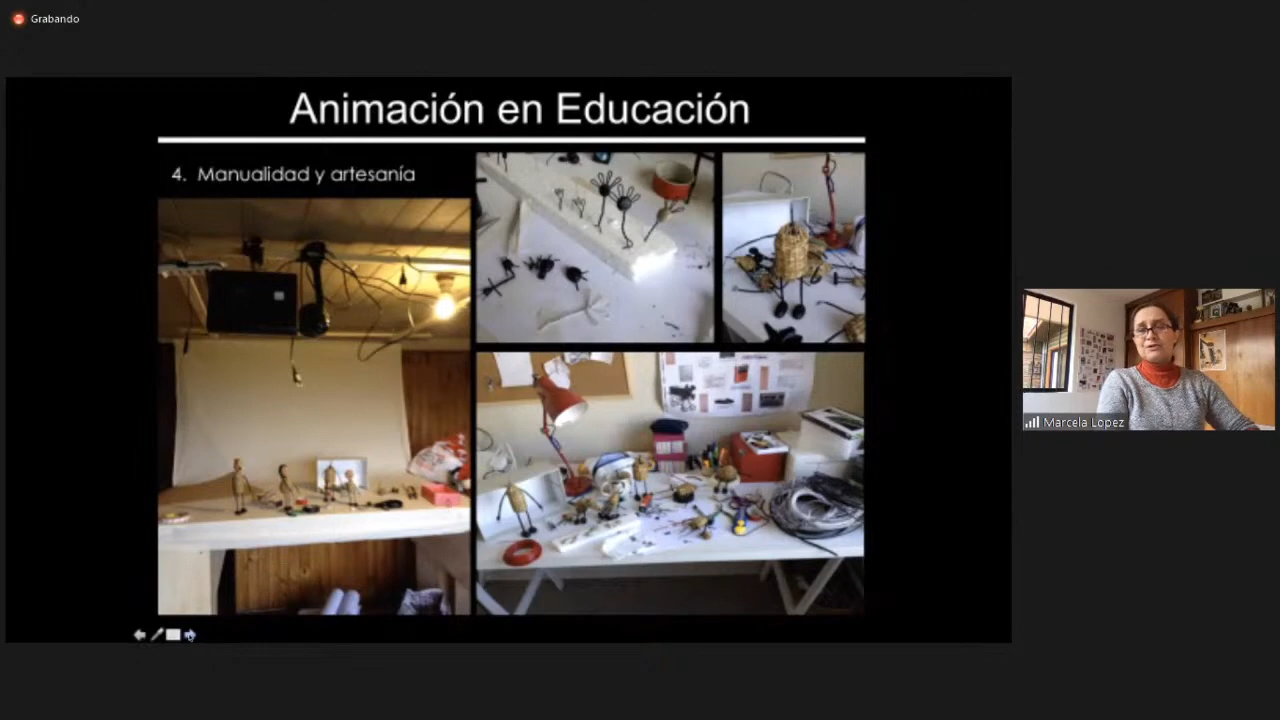 Grabando
Animación en Educación
4. Manualidad y artesanía
Marcela Lopez